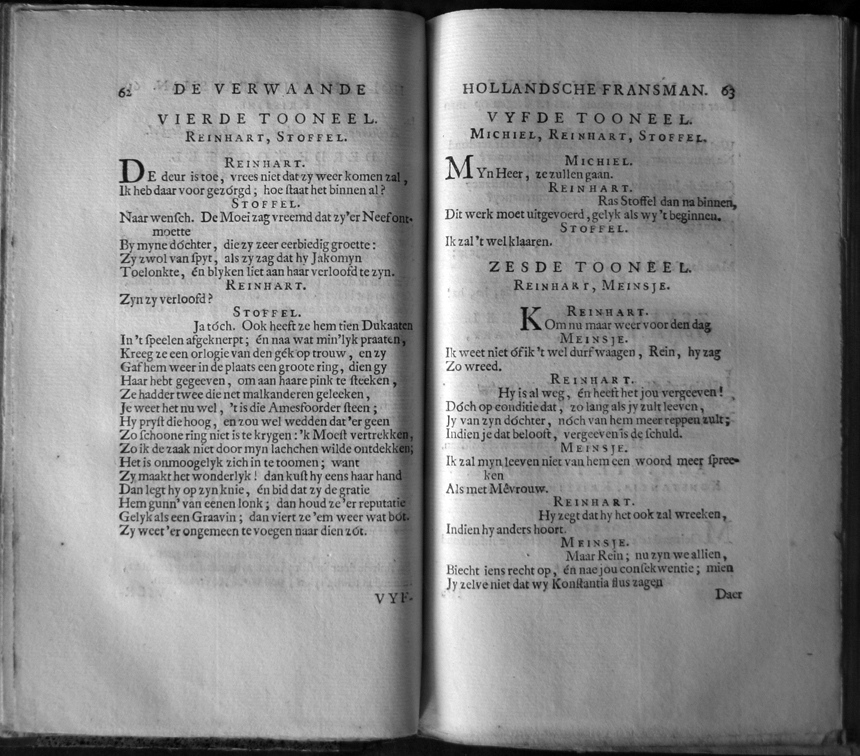 62 DE VERWAANDE
VIERDE TOONEEL.
REINHART, STOFFEL.
REINHART.
DE deur is toe, vrees niet dat zy weer komen zal,
Ik heb daar voor gezórgd; hoe ſtaat het binnen al?
STOFFEL.
Naar wenſch. De Moei zag vreemd dat zy'er Neef ont-
moette
By myne dóchter, die zy zeer eerbiedig groette:
Zy zwol van ſpyt, als zy zag dat hy Jakomyn
Toelonkte, én blyken liet aan haar verloofd te zyn.
REINHART.
Zyn zy verloofd?
STOFFEL.
Ja tóch. Ook heeft ze hem tien Dukaaten
In 't ſpeelen afgeknerpt; én naa wat min'lyk praaten,
Kreeg ze een orlogie van den gék op trouw, en zy
Gaf hem weer in de plaats een groote ring, dien gy
Haar hebt gegeeven, om aan haare pink te ſteeken,
Ze hadder twee die net malkanderen geleeken,
Je weet het nu wel, 't is die Amesfoorder ſteen;
Hy pryſt die hoog, en zou wel wedden dat 'er geen
Zo ſchoone ring niet is te krygen: 'k Moeſt vertrekken,
Zo ik de zaak niet door myn lachchen wilde ontdekken;
Het is onmoogelyk zich in te toomen; want
Zy maakt het wonderlyk! dan kuſt hy eens haar hand
Dan legt hy op zyn knie, én bid dat zy de gratie
Hem gunn' van eenen lonk; dan houd ze'er reputatie
Gelyk als een Graavin; dan viert ze 'em weer wat bót.
Zy weet 'er ongemeen te voegen naar dien zót.
VYF-
HOLLANDSCHE FRANSMAN. 63
VYFDE TOONEEL.
MICHIEL, REINHART, STOFFEL.
MICHIEL.
MYn Heer, ze zullen gaan.
REINHART.
Ras Stoffel dan na binnen,
Dit werk moet uitgevoerd, gelyk als wy 't beginnen.
STOFFEL.
Ik zal 't wel klaaren.
ZESDE TOONEEL.
REINHART, MEINSJE.
REINHART.
KOm nu maar weer voor den dag
MEINSJE.
Ik weet niet óf ik 't wel durf waagen, Rein, hy zag
Zo wreed.
REINHART.
Hy is al weg, én heeft het jou vergeeven!
Dóch op conditie dat, zo lang als jy zult leeven,
Jy van zyn dóchter, nóch van hem meer reppen zult;
Indien je dat belooft, vergeeven is de ſchuld.
MEINSJE.
Ik zal myn leeven niet van hem een woord meer ſpree-
ken
Als met Mêvrouw.
REINHART.
Hy zegt dat hy het ook zal wreeken,
Indien hy anders hoort.
MEINSJE.
Maar Rein; nu zyn we allien,
Biecht iens recht op, én nae jou conſekwentie; mien
Jy zelve niet dat wy Konſtantia flus zagen
Daer